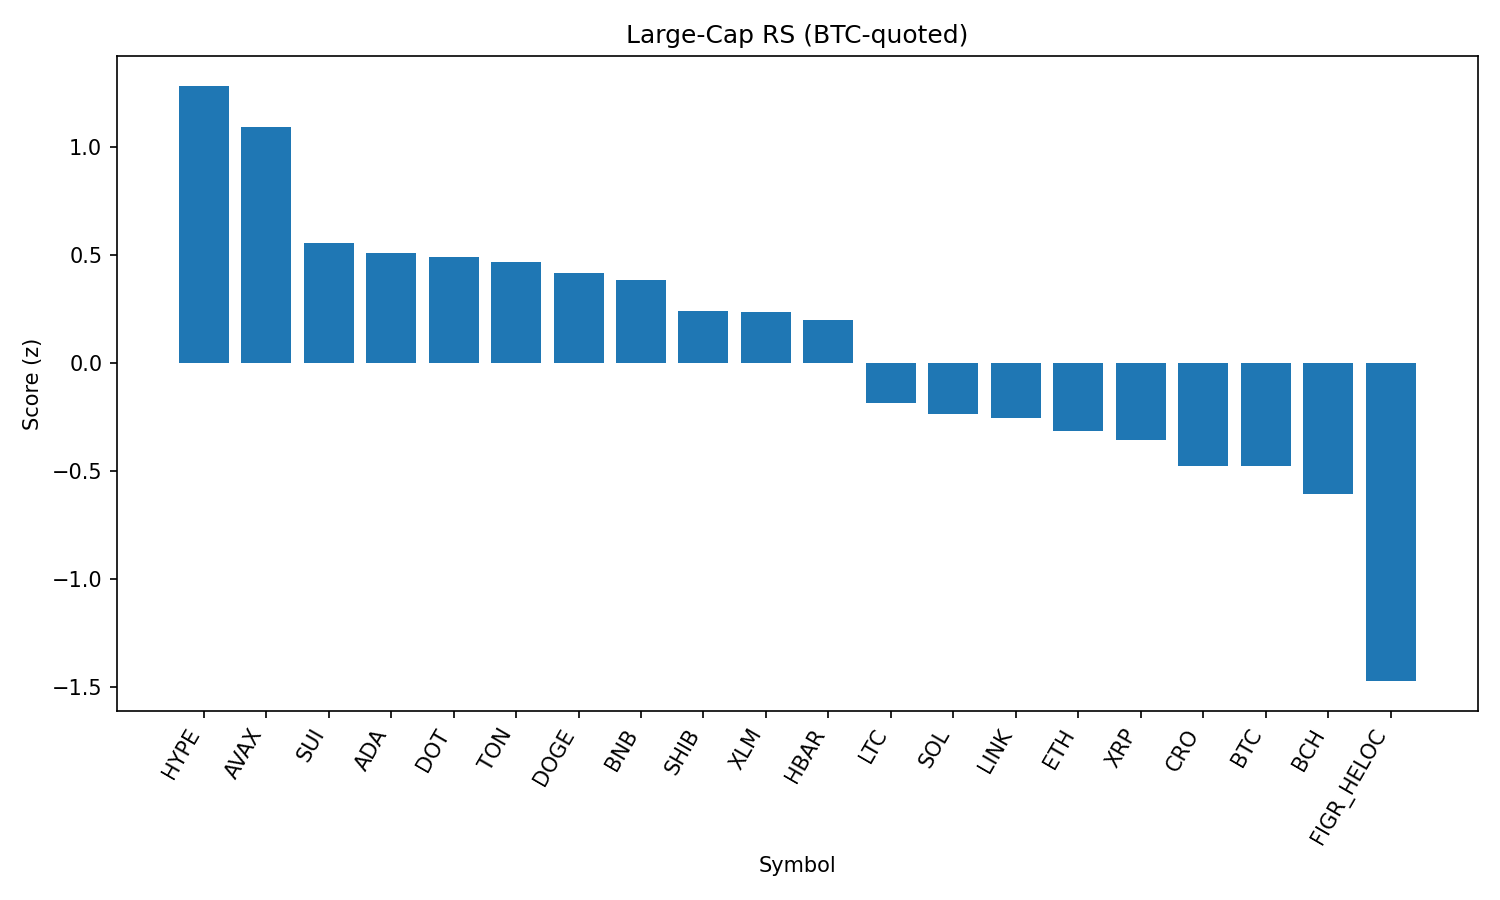 Large-Cap RS (BTC-quoted)
Score (z)
1.0
0.5
0.0
−0.5
−1.0
−1.5
HYPE
AVAX
SUI
ADA
DOT
TON
DOGE
BNB
SHIB
XLM
HBAR
LTC
SOL
LINK
ETH
XRP
CRO
BTC
BCH
FIGR_HELOC
Symbol